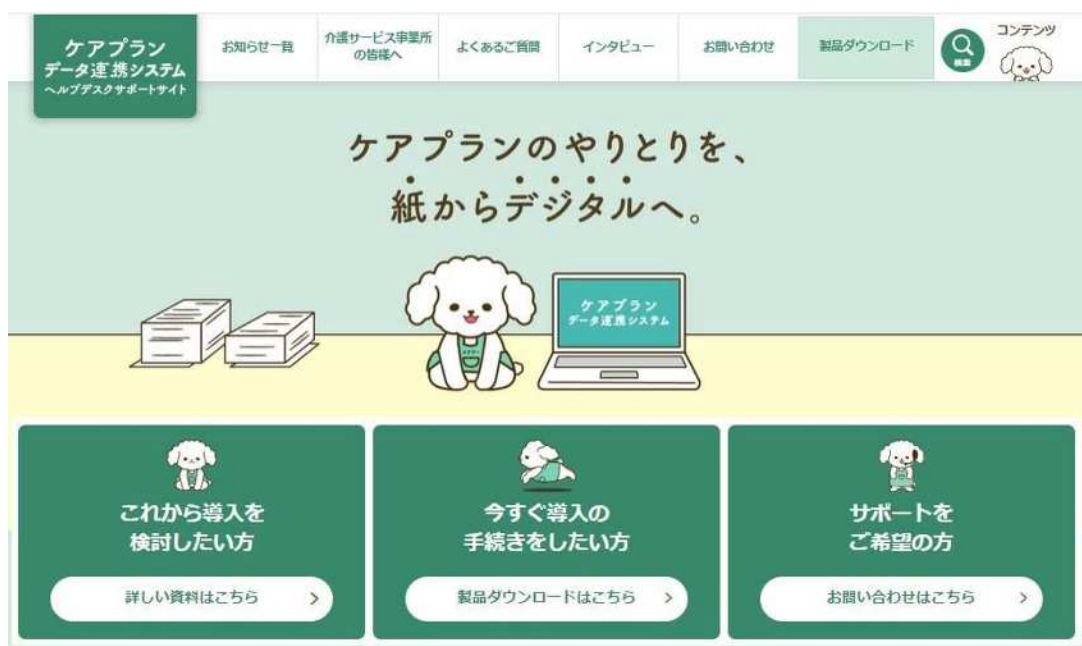 ケアプラン
データ連携システム
ヘルプデスクサポートサイト
お知らせ一覧
介護サービス事業所
の皆様へ
よくあるご質問
インタビュー
お問い合わせ
製品ダウンロード
検索
コンテンツ
ケアプランのやりとりを、
紙からデジタルへ。
ケアプラン
データ連携システム
これから導入を
検討したい方
詳しい資料はこちら
今すぐ導入の
手続きをしたい方
製品ダウンロードはこちら
サポートを
ご希望の方
お問い合わせはこちら